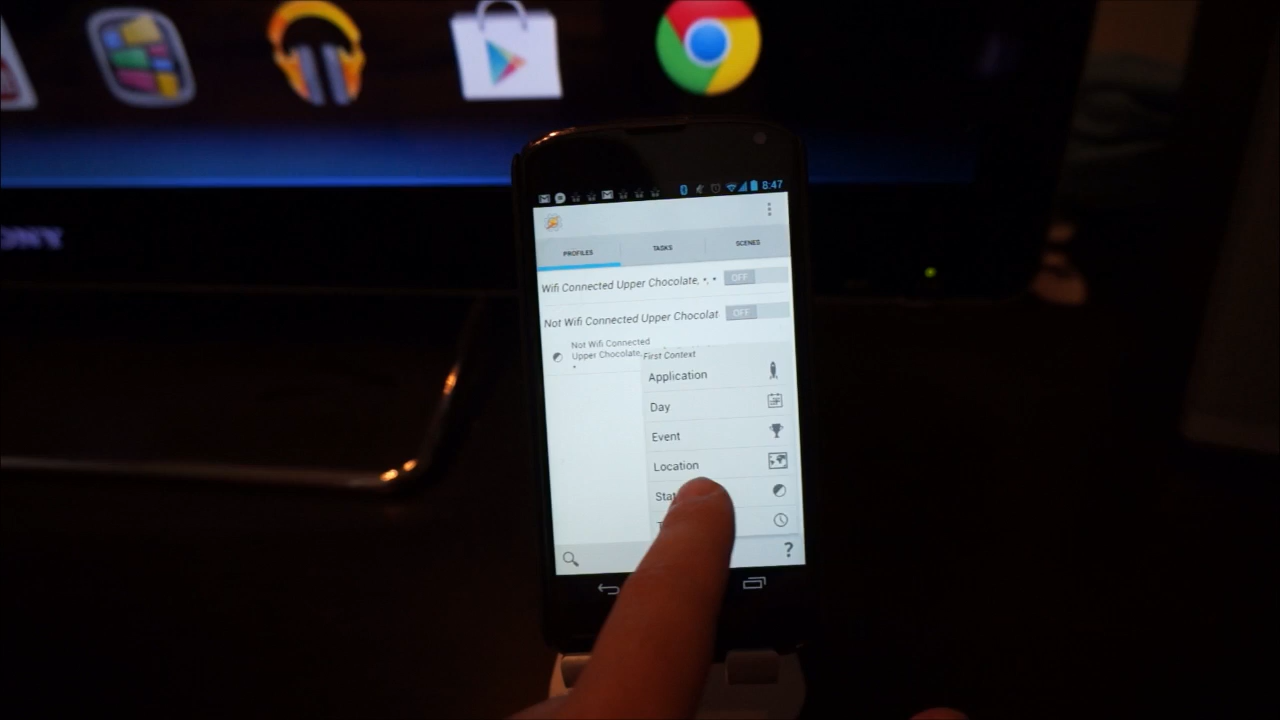 8:47
PROFILES
TASKS
SCENES
Wifi Connected Upper Chocolate, *, *
OFF
Not Wifi Connected Upper Chocolat
OFF
Not Wifi Connected
Upper Chocolate,
*
First Context
Application
Day
Event
Location
Stat
?